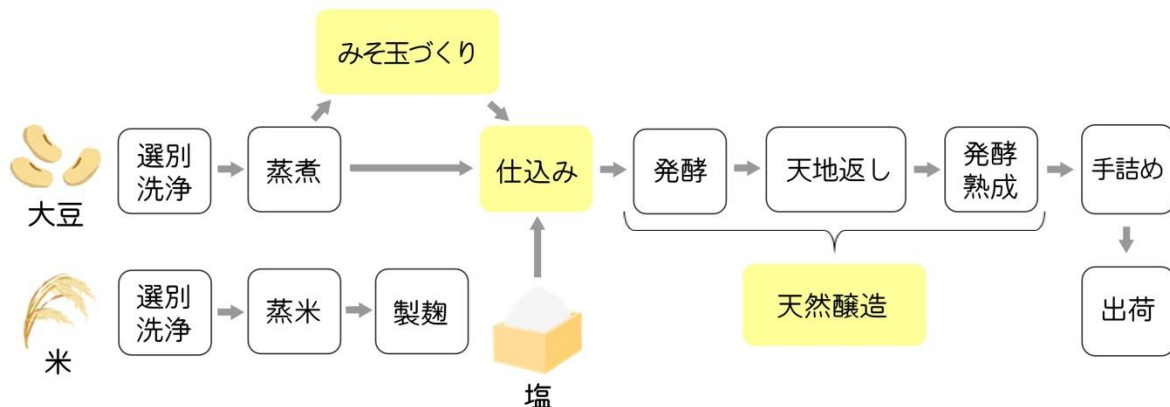 みそ玉づくり
大豆
選別
洗浄
蒸煮
仕込み
発酵
天地返し
発酵
熟成
手詰め
米
選別
洗浄
蒸米
製麹
塩
天然醸造
出荷